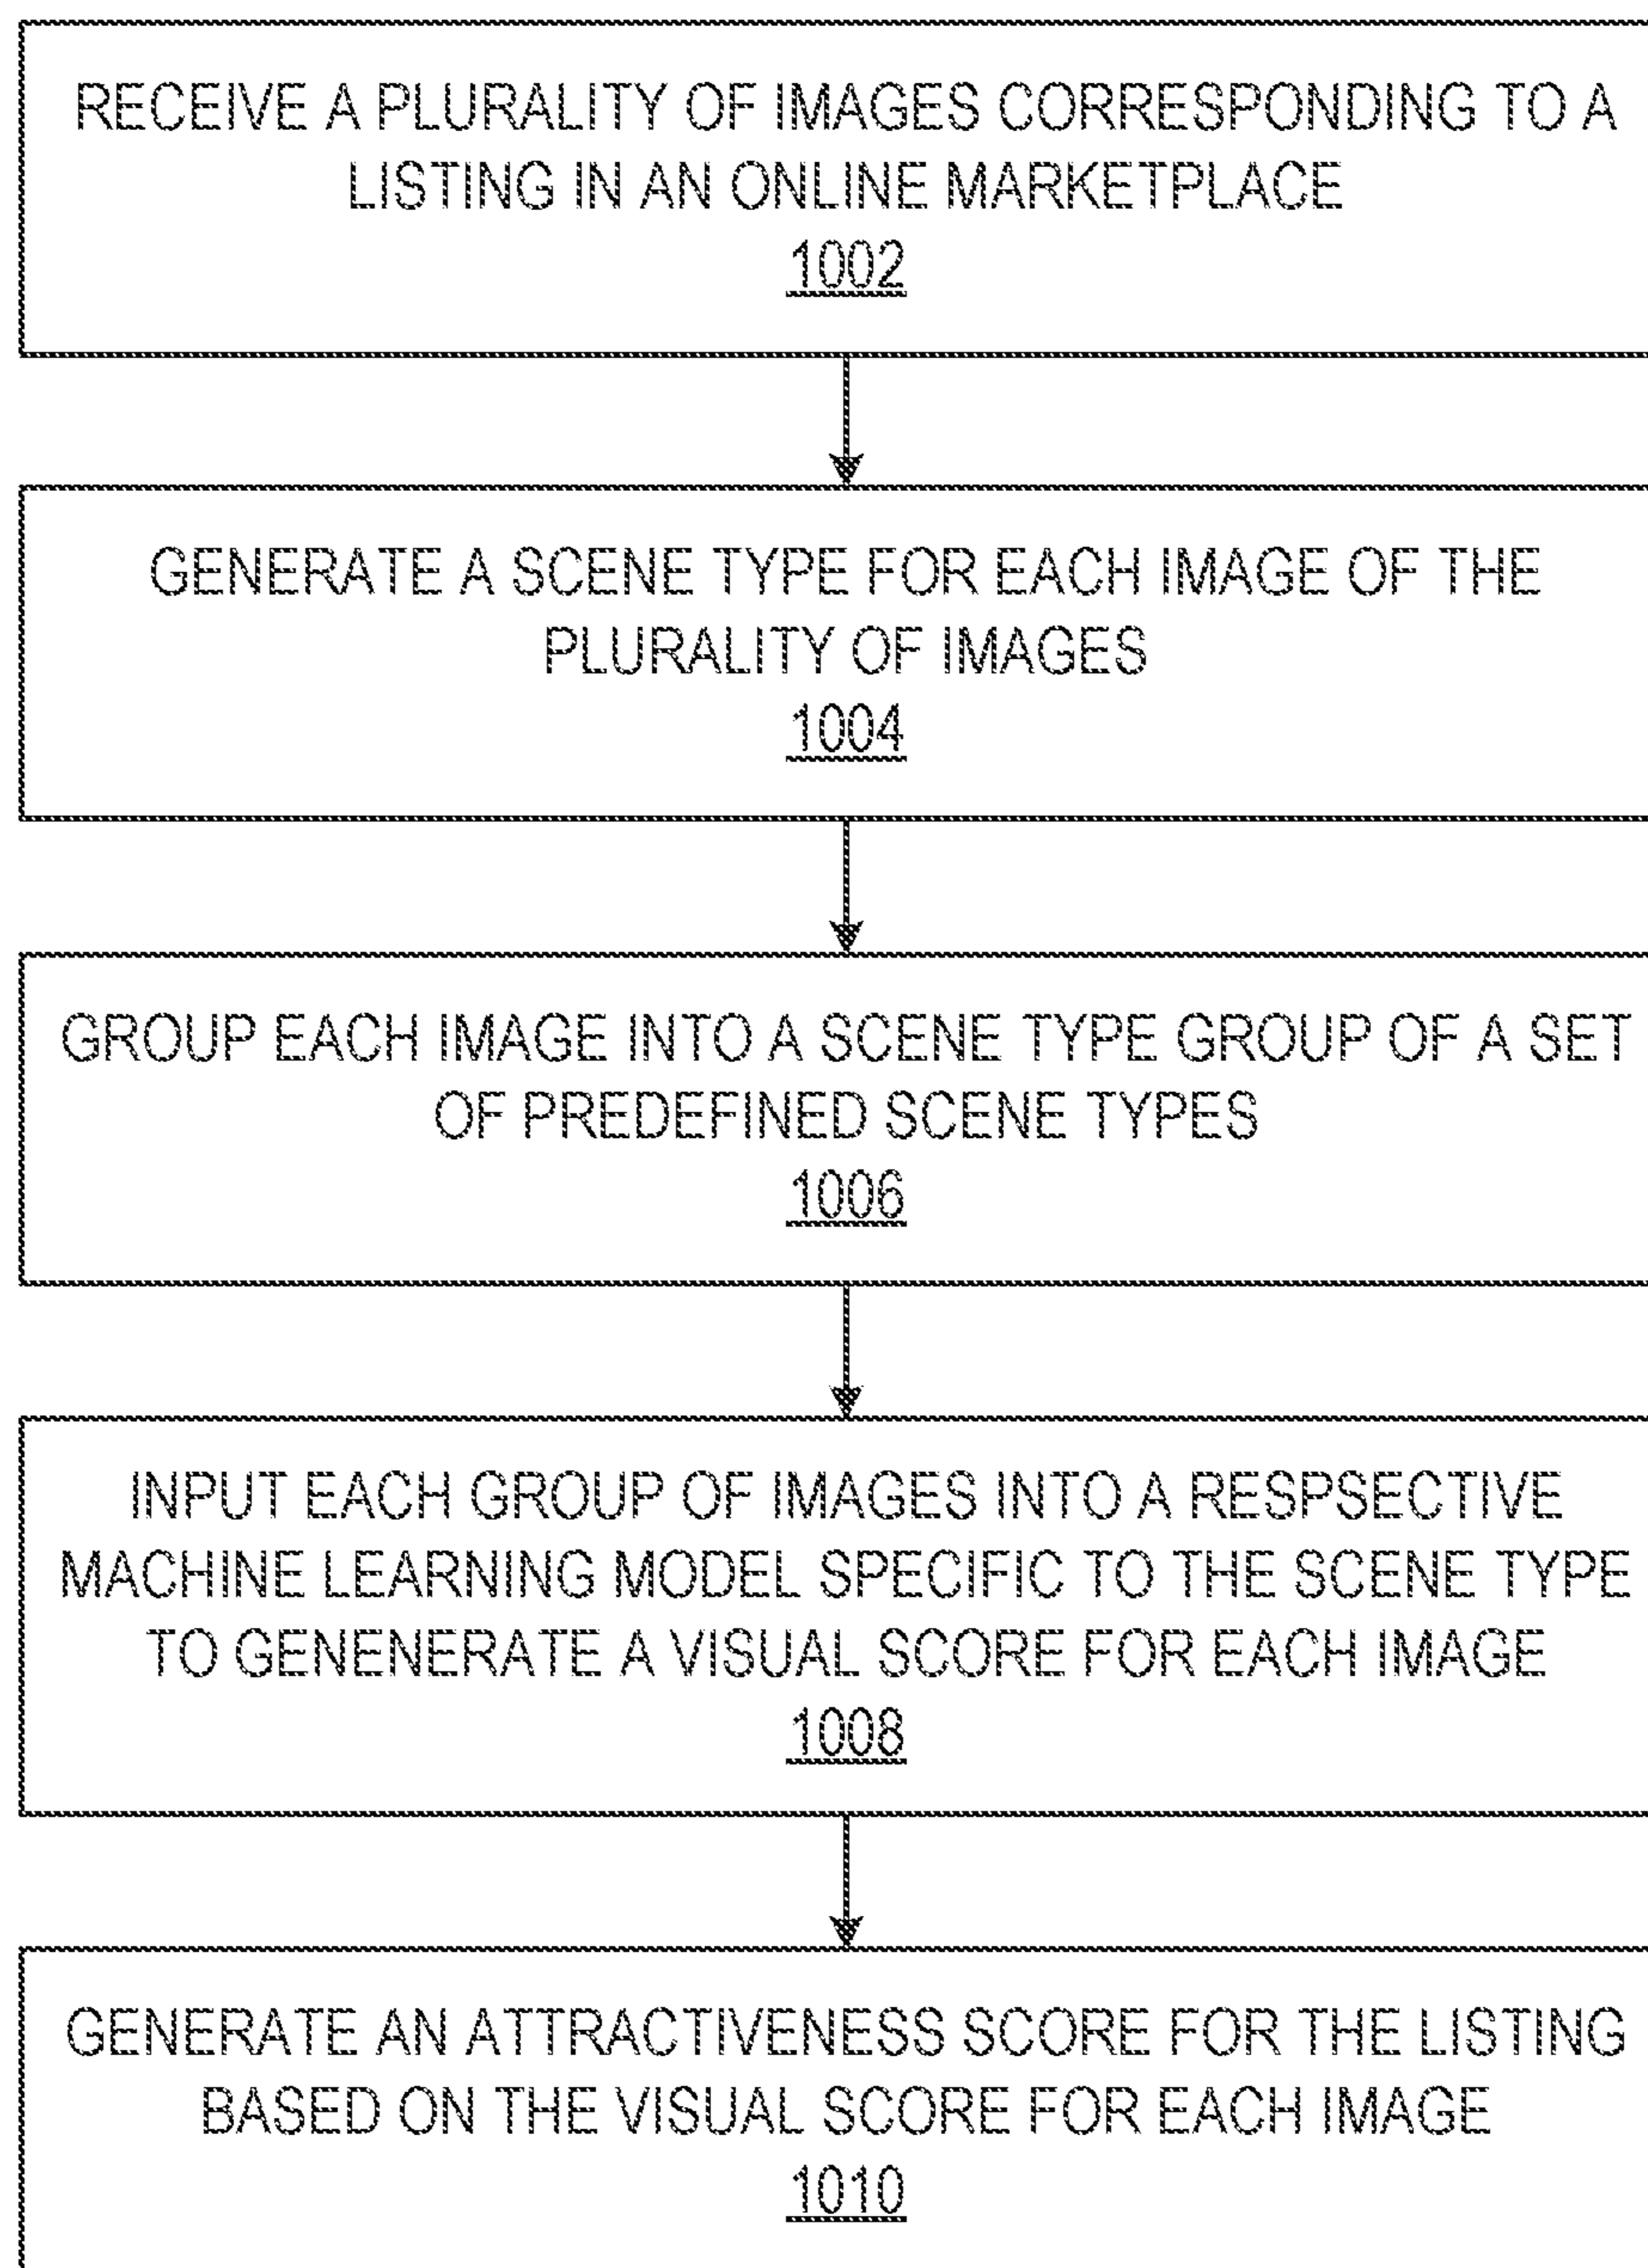 RECEIVE A PLURALITY OF IMAGES CORRESPONDING TO A
LISTING IN AN ONLINE MARKETPLACE
1002
GENERATE A SCENE TYPE FOR EACH IMAGE OF THE
PLURALITY OF IMAGES
1004
GROUP EACH IMAGE INTO A SCENE TYPE GROUP OF A SET
OF PREDEFINED SCENE TYPES
1006
INPUT EACH GROUP OF IMAGES INTO A RESPSECTIVE
MACHINE LEARNING MODEL SPECIFIC TO THE SCENE TYPE
TO GENENERATE A VISUAL SCORE FOR EACH IMAGE
1008
GENERATE AN ATTRACTIVENESS SCORE FOR THE LISTING
BASED ON THE VISUAL SCORE FOR EACH IMAGE
1010